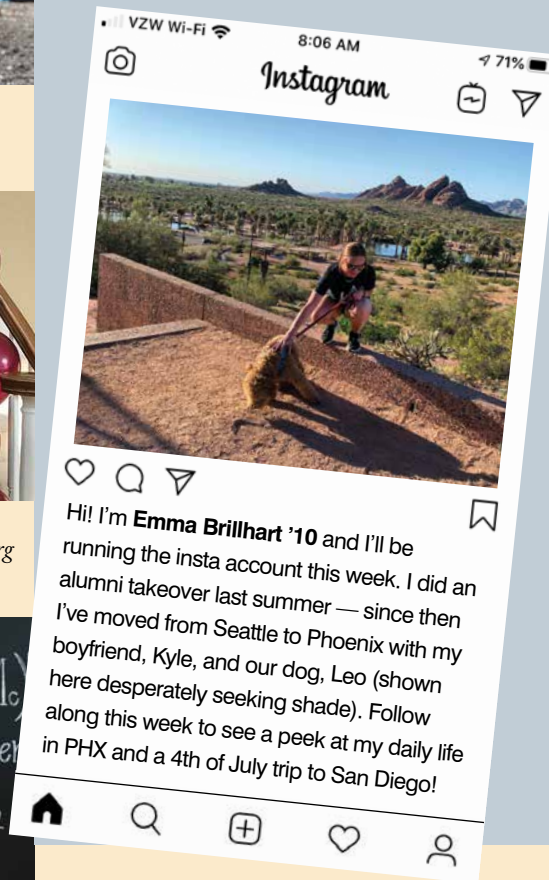 VZW Wi-Fi
8:06 AM
71%
Instagram
Hi! I'm Emma Brillhart '10 and I'll be
running the insta account this week. I did an
alumni takeover last summer — since then
I've moved from Seattle to Phoenix with my
boyfriend, Kyle, and our dog, Leo (shown
here desperately seeking shade). Follow
along this week to see a peek at my daily life
in PHX and a 4th of July trip to San Diego!
rg